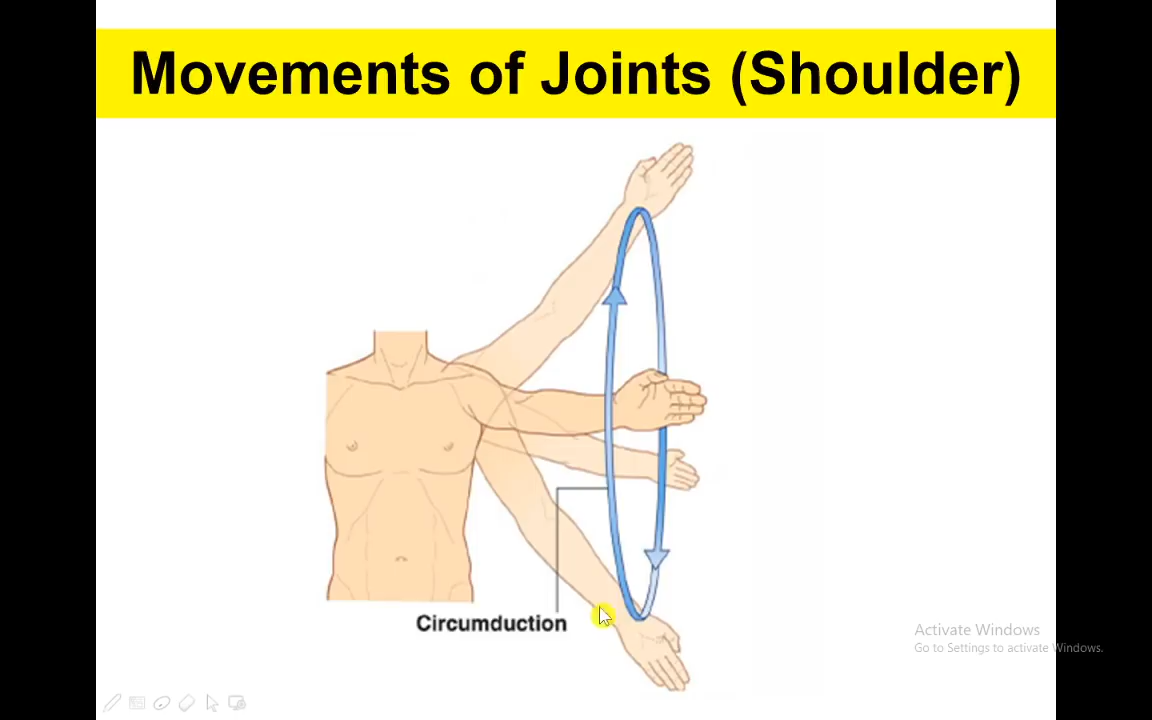 Movements of Joints (Shoulder)
Circumduction
Activate Windows
Go to Settings to activate Windows.